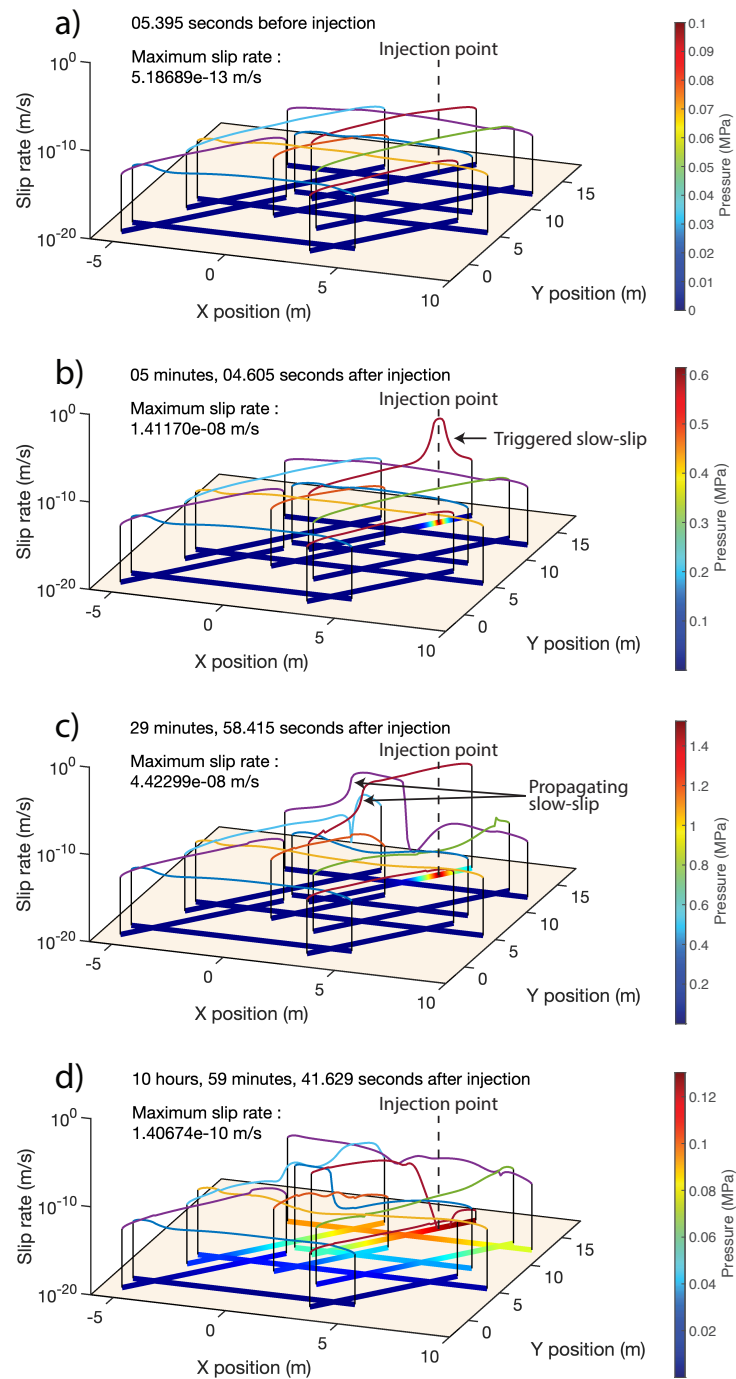 a)
05.395 seconds before injection
Maximum slip rate :
5.18689e-13 m/s
Injection point
10^0
10^-10
10^-20
Slip rate (m/s)
-5
0
5
10
X position (m)
0
5
10
15
Y position (m)
0.1
0.09
0.08
0.07
0.06
0.05
0.04
0.03
0.02
0.01
0
Pressure (MPa)
b)
05 minutes, 04.605 seconds after injection
Maximum slip rate :
1.41170e-08 m/s
Injection point
Triggered slow-slip
10^0
10^-10
10^-20
Slip rate (m/s)
-5
0
5
10
X position (m)
0
5
10
15
Y position (m)
0.6
0.5
0.4
0.3
0.2
0.1
Pressure (MPa)
c)
29 minutes, 58.415 seconds after injection
Maximum slip rate :
4.42299e-08 m/s
Injection point
Propagating
slow-slip
10^0
10^-10
10^-20
Slip rate (m/s)
-5
0
5
10
X position (m)
0
5
10
15
Y position (m)
1.4
1.2
1
0.8
0.6
0.4
0.2
Pressure (MPa)
d)
10 hours, 59 minutes, 41.629 seconds after injection
Maximum slip rate :
1.40674e-10 m/s
Injection point
10^0
10^-10
10^-20
Slip rate (m/s)
-5
0
5
10
X position (m)
0
5
10
15
Y position (m)
0.12
0.1
0.08
0.06
0.04
0.02
Pressure (MPa)